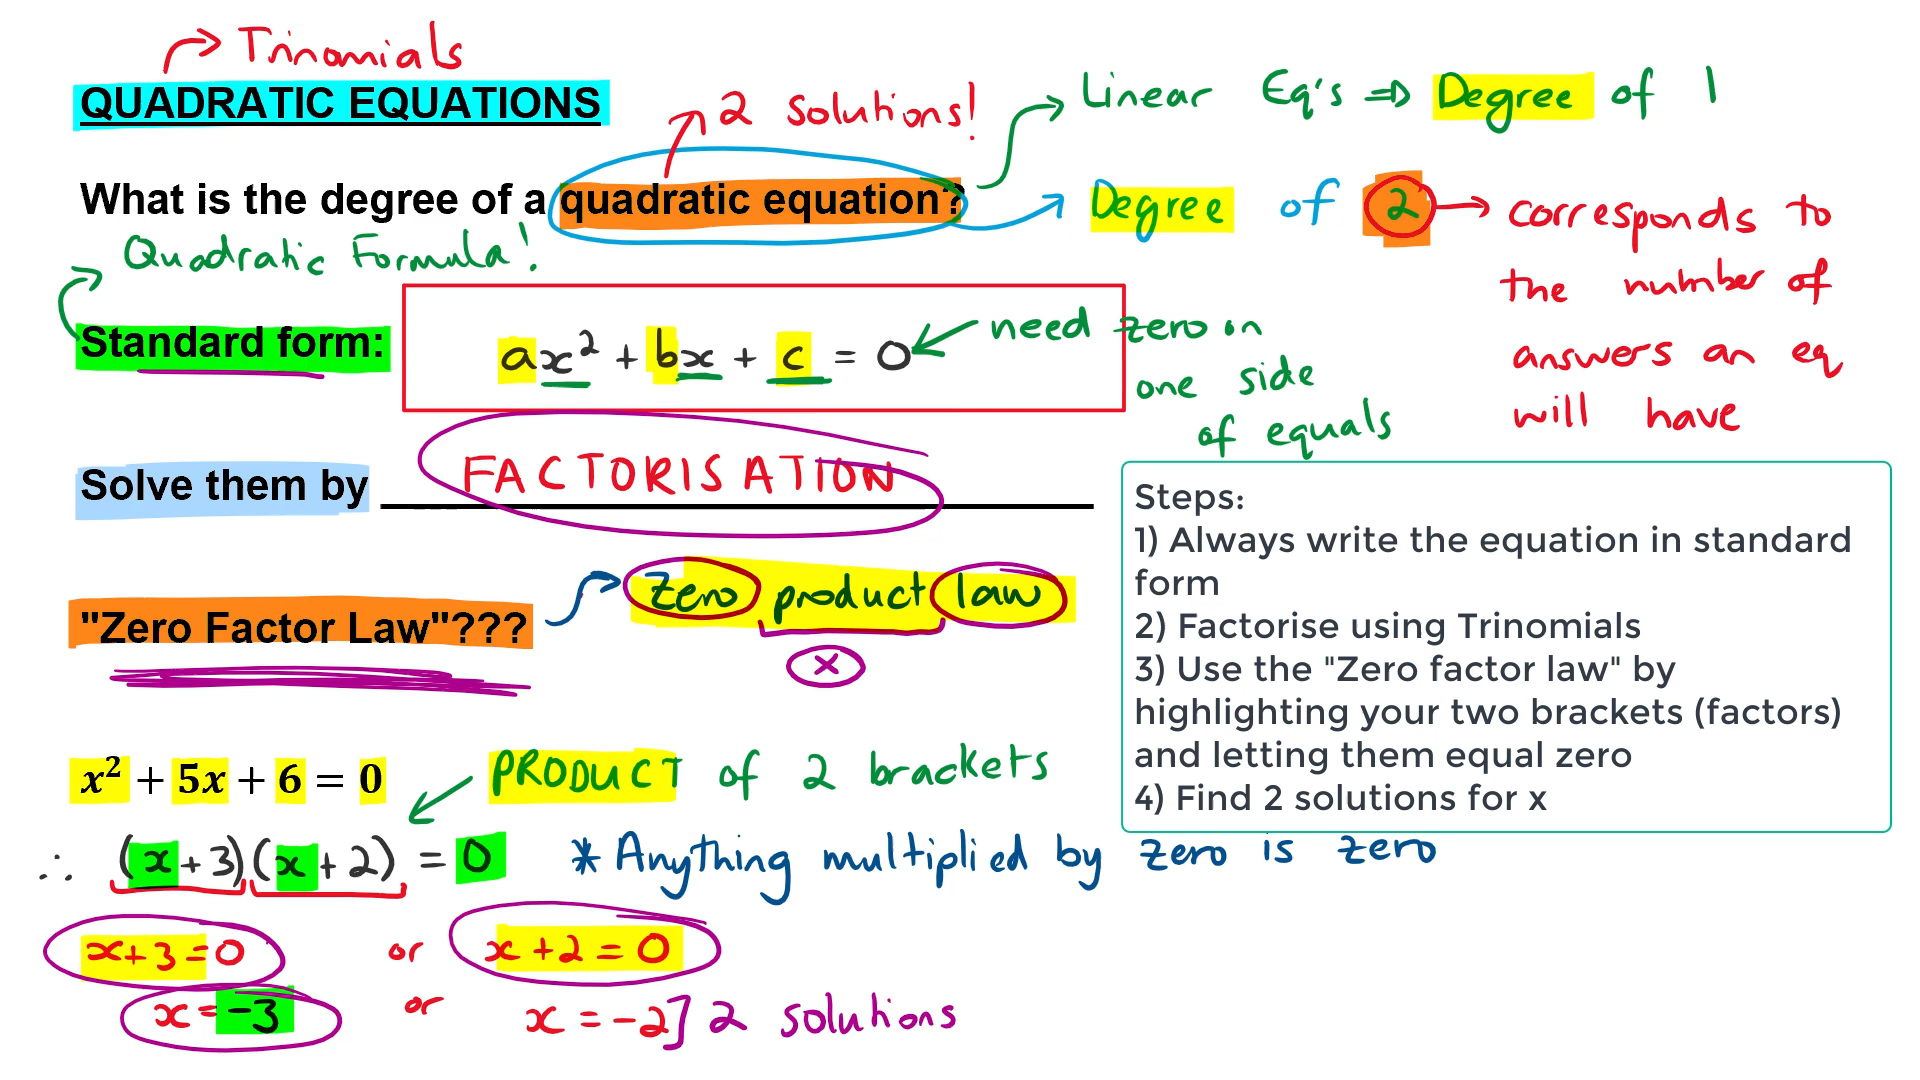 Trinomials
QUADRATIC EQUATIONS
2 solutions!
Linear Eq's ⇒ Degree of 1
What is the degree of a quadratic equation?
Degree of 2
corresponds to
the number of
answers an eq
will have
Quadratic Formula!
Standard form:
ax² + bx + c = 0
need zero on
one side
of equals
Solve them by FACTORISATION
"Zero Factor Law"???
Zero product law
x
Steps:
1) Always write the equation in standard
form
2) Factorise using Trinomials
3) Use the "Zero factor law" by
highlighting your two brackets (factors)
and letting them equal zero
4) Find 2 solutions for x
x² + 5x + 6 = 0
PRODUCT of 2 brackets
∴ (x+3)(x+2) = 0
* Anything multiplied by zero is zero
x+3=0 or x+2=0
x=-3 or x=-2] 2 solutions